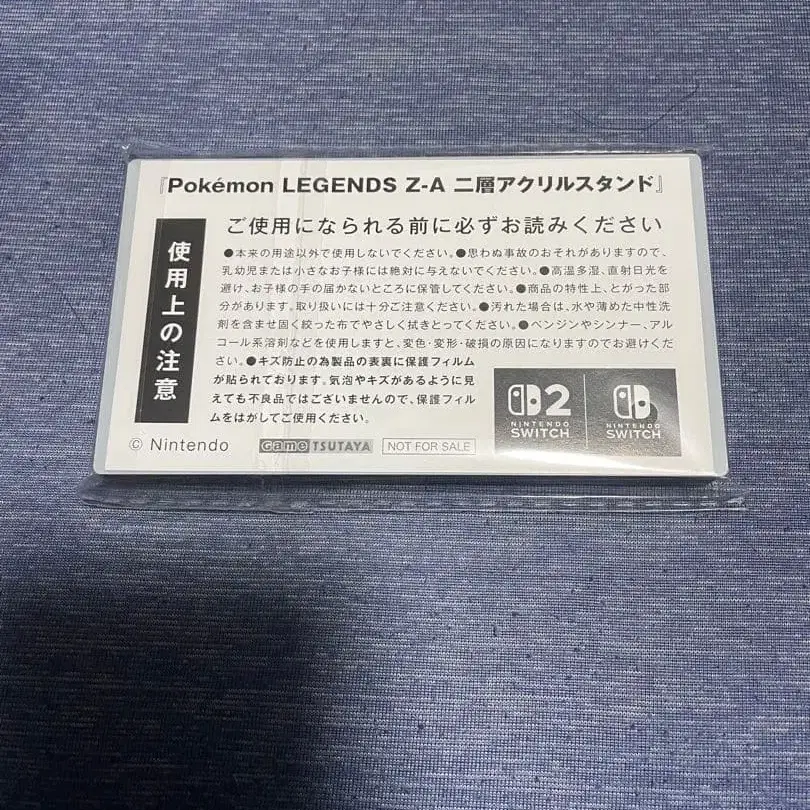 『Pokémon LEGENDS Z-A 二層アクリルスタンド』
使用上の注意
ご使用になられる前に必ずお読みください
●本来の用途以外で使用しないでください。●思わぬ事故のおそれがありますので、
乳幼児または小さなお子様には絶対に与えないでください。●高温多湿、直射日光を
避け、お子様の手の届かないところに保管してください。●商品の特性上、とがった部
分があります。取り扱いには十分ご注意ください。●汚れた場合は、水や薄めた中性洗
剤を含ませ固く絞った布でやさしく拭きとってください。●ベンジンやシンナー、アル
コール系溶剤などを使用しますと、変色・変形・破損の原因になりますのでお避けくだ
さい。●キズ防止の為製品の表裏に保護フィルム
が貼られております。気泡やキズがあるように見
えても不良品ではございませんので、保護フィル
ムをはがしてご使用ください。
2
NINTENDO
SWITCH
NINTENDO
SWITCH
© Nintendo
Game TSUTAYA
NOT FOR SALE